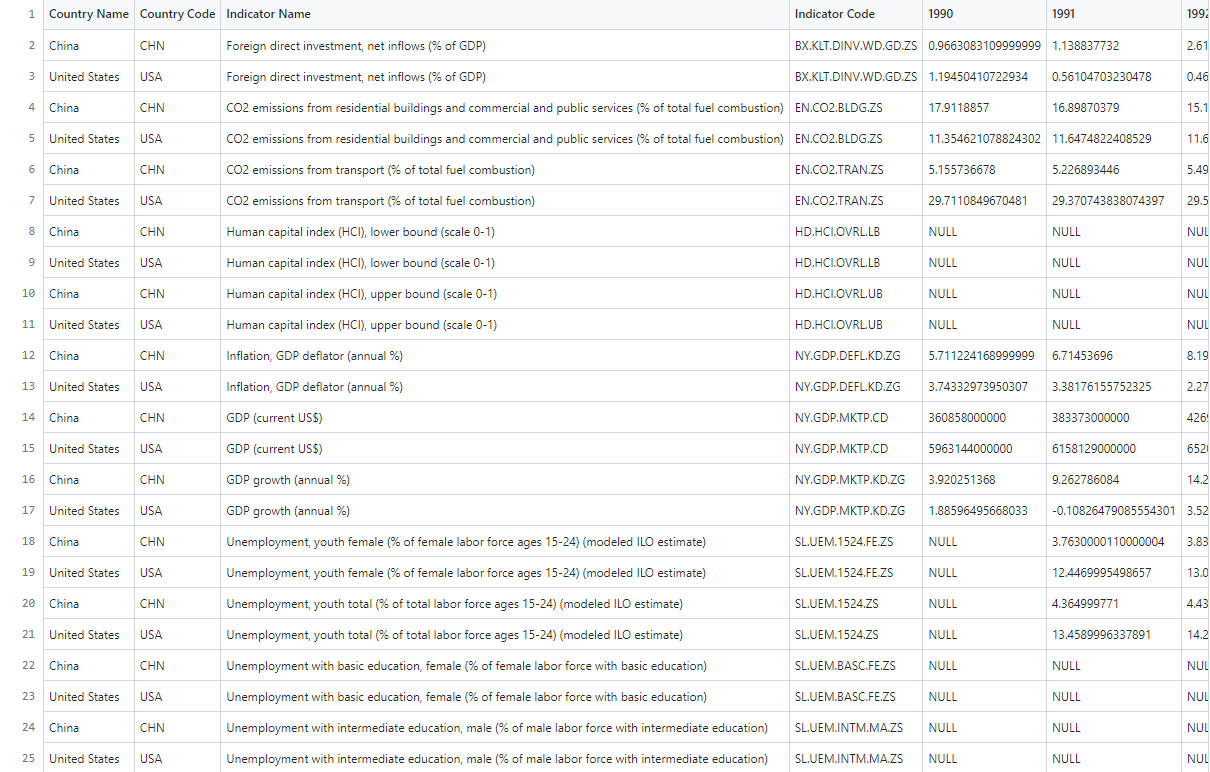 1 Country Name Country Code Indicator Name Indicator Code 1990 1991 1992
2 China CHN Foreign direct investment, net inflows (% of GDP) BX.KLT.DINV.WD.GD.ZS 0.9663083109999999 1.138837732 2.61
3 United States USA Foreign direct investment, net inflows (% of GDP) BX.KLT.DINV.WD.GD.ZS 1.19450410722934 0.56104703230478 0.46
4 China CHN CO2 emissions from residential buildings and commercial and public services (% of total fuel combustion) EN.CO2.BLDG.ZS 17.9118857 16.89870379 15.1
5 United States USA CO2 emissions from residential buildings and commercial and public services (% of total fuel combustion) EN.CO2.BLDG.ZS 11.354621078824302 11.6474822408529 11.6
6 China CHN CO2 emissions from transport (% of total fuel combustion) EN.CO2.TRAN.ZS 5.155736678 5.226893446 5.49
7 United States USA CO2 emissions from transport (% of total fuel combustion) EN.CO2.TRAN.ZS 29.7110849670481 29.370743838074397 29.5
8 China CHN Human capital index (HCI), lower bound (scale 0-1) HD.HCI.OVRL.LB NULL NULL NUL
9 United States USA Human capital index (HCI), lower bound (scale 0-1) HD.HCI.OVRL.LB NULL NULL NUL
10 China CHN Human capital index (HCI), upper bound (scale 0-1) HD.HCI.OVRL.UB NULL NULL NUL
11 United States USA Human capital index (HCI), upper bound (scale 0-1) HD.HCI.OVRL.UB NULL NULL NUL
12 China CHN Inflation, GDP deflator (annual %) NY.GDP.DEFL.KD.ZG 5.711224168999999 6.71453696 8.19
13 United States USA Inflation, GDP deflator (annual %) NY.GDP.DEFL.KD.ZG 3.74332973950307 3.38176155752325 2.27
14 China CHN GDP (current US$) NY.GDP.MKTP.CD 360858000000 383373000000 4269
15 United States USA GDP (current US$) NY.GDP.MKTP.CD 5963144000000 6158129000000 6520
16 China CHN GDP growth (annual %) NY.GDP.MKTP.KD.ZG 3.920251368 9.262786084 14.2
17 United States USA GDP growth (annual %) NY.GDP.MKTP.KD.ZG 1.88596495668033 -0.10826479085554301 3.52
18 China CHN Unemployment, youth female (% of female labor force ages 15-24) (modeled ILO estimate) SL.UEM.1524.FE.ZS NULL 3.7630000110000004 3.83
19 United States USA Unemployment, youth female (% of female labor force ages 15-24) (modeled ILO estimate) SL.UEM.1524.FE.ZS NULL 12.4469995498657 13.0
20 China CHN Unemployment, youth total (% of total labor force ages 15-24) (modeled ILO estimate) SL.UEM.1524.ZS NULL 4.364999771 4.43
21 United States USA Unemployment, youth total (% of total labor force ages 15-24) (modeled ILO estimate) SL.UEM.1524.ZS NULL 13.4589996337891 14.2
22 China CHN Unemployment with basic education, female (% of female labor force with basic education) SL.UEM.BASC.FE.ZS NULL NULL NUL
23 United States USA Unemployment with basic education, female (% of female labor force with basic education) SL.UEM.BASC.FE.ZS NULL NULL NUL
24 China CHN Unemployment with intermediate education, male (% of male labor force with intermediate education) SL.UEM.INTM.MA.ZS NULL NULL NUL
25 United States USA Unemployment with intermediate education, male (% of male labor force with intermediate education) SL.UEM.INTM.MA.ZS NULL NULL NUL